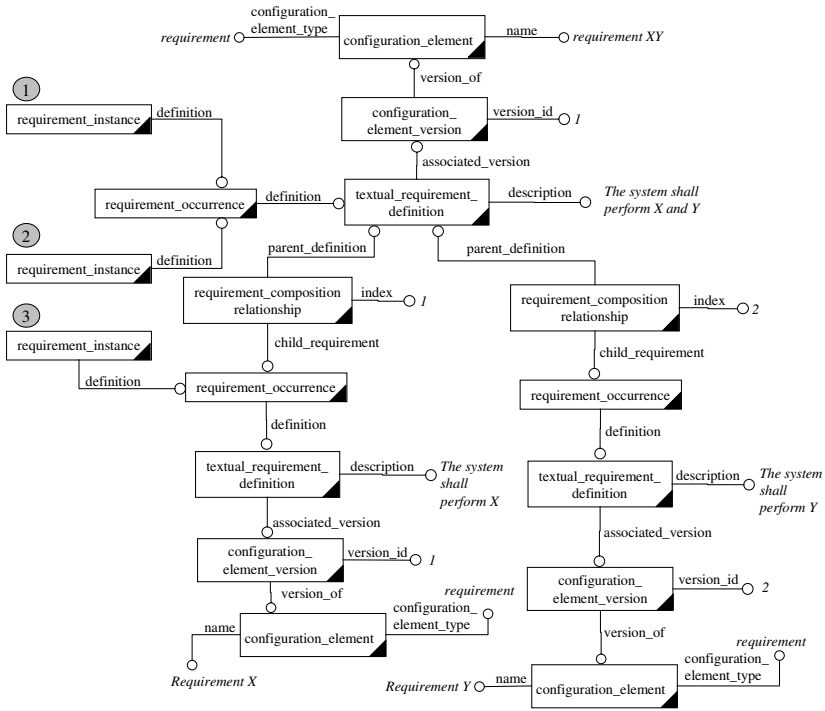 configuration_
element_type
requirement
configuration_element
name
requirement XY
version_of
1
requirement_instance
definition
configuration_
element_version
version_id
1
associated_version
requirement_occurrence
definition
textual_requirement_
definition
description
The system shall
perform X and Y
2
requirement_instance
definition
parent_definition
parent_definition
requirement_composition
relationship
index
1
requirement_composition
relationship
index
2
3
requirement_instance
child_requirement
child_requirement
definition
requirement_occurrence
requirement_occurrence
definition
definition
textual_requirement_
definition
description
The system
shall
perform X
textual_requirement_
definition
description
The system
shall
perform Y
associated_version
associated_version
configuration_
element_version
version_id
1
configuration_
element_version
version_id
2
version_of
configuration_
element_type
requirement
name
configuration_element
Requirement X
version_of
requirement
configuration_
element_type
Requirement Y
name
configuration_element